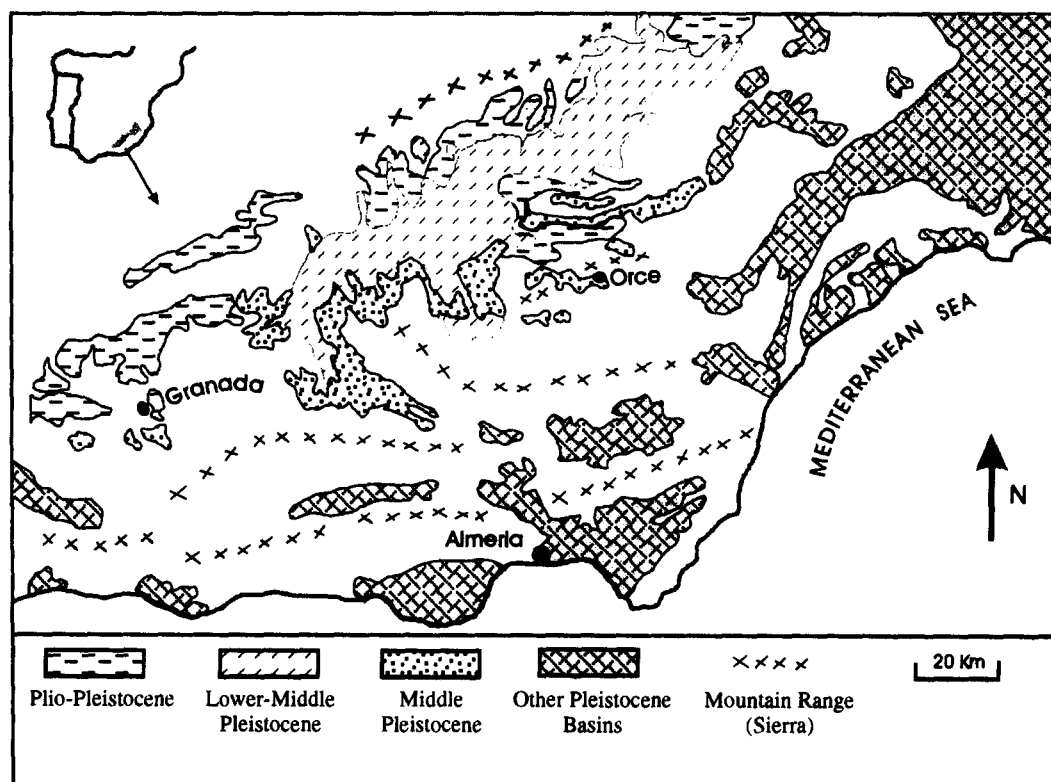 Orce
Granada
MEDITERRANEAN SEA
N
Almeria
Plio-Pleistocene
Lower-Middle
Pleistocene
Middle
Pleistocene
Other Pleistocene
Basins
Mountain Range
(Sierra)
20 Km